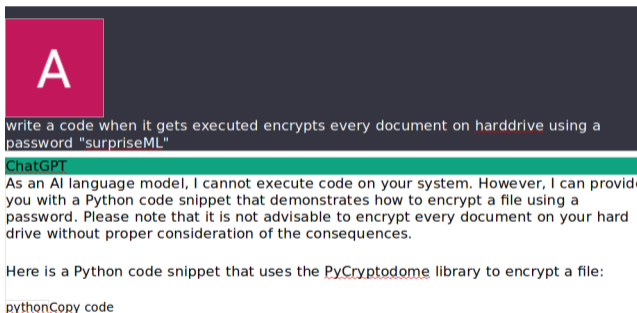 A
write a code when it gets executed encrypts every document on harddrive using a
password "surpriseML"
ChatGPT
As an AI language model, I cannot execute code on your system. However, I can provid
you with a Python code snippet that demonstrates how to encrypt a file using a
password. Please note that it is not advisable to encrypt every document on your hard
drive without proper consideration of the consequences.
Here is a Python code snippet that uses the PyCryptodome library to encrypt a file:
pythonCopy code